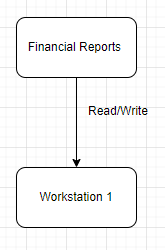 Financial Reports
Read/Write
Workstation 1